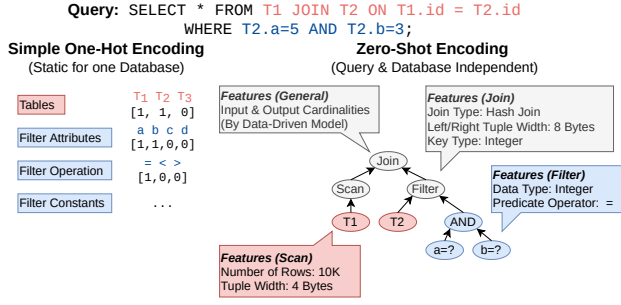 Query: SELECT * FROM T1 JOIN T2 ON T1.id = T2.id
WHERE T2.a=5 AND T2.b=3;
Simple One-Hot Encoding
(Static for one Database)
Tables
T1 T2 T3
[1, 1, 0]
Filter Attributes
a b c d
[1,1,0,0]
Filter Operation
= < >
[1,0,0]
Filter Constants
...
Zero-Shot Encoding
(Query & Database Independent)
Features (General)
Input & Output Cardinalities
(By Data-Driven Model)
Features (Join)
Join Type: Hash Join
Left/Right Tuple Width: 8 Bytes
Key Type: Integer
Join
Scan
Filter
Features (Filter)
Data Type: Integer
Predicate Operator: =
T1
T2
AND
a=?
b=?
Features (Scan)
Number of Rows: 10K
Tuple Width: 4 Bytes